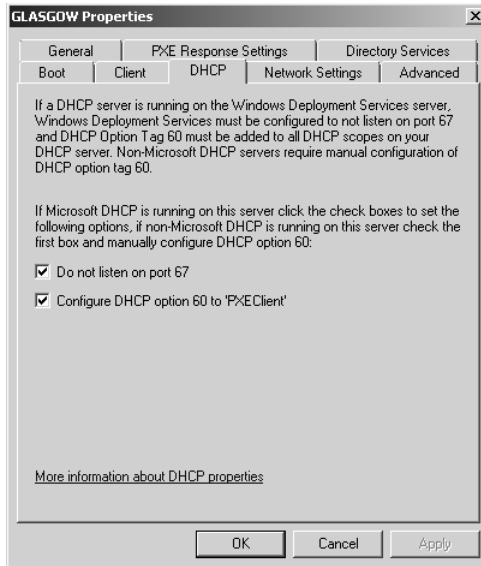 GLASGOW Properties
General
PXE Response Settings
Directory Services
Boot
Client
DHCP
Network Settings
Advanced
If a DHCP server is running on the Windows Deployment Services server,
Windows Deployment Services must be configured to not listen on port 67
and DHCP Option Tag 60 must be added to all DHCP scopes on your
DHCP server. Non-Microsoft DHCP servers require manual configuration of
DHCP option tag 60.
If Microsoft DHCP is running on this server click the check boxes to set the
following options, if non-Microsoft DHCP is running on this server check the
first box and manually configure DHCP option 60:
Do not listen on port 67
Configure DHCP option 60 to 'PXEClient'
More information about DHCP properties
OK
Cancel
Apply